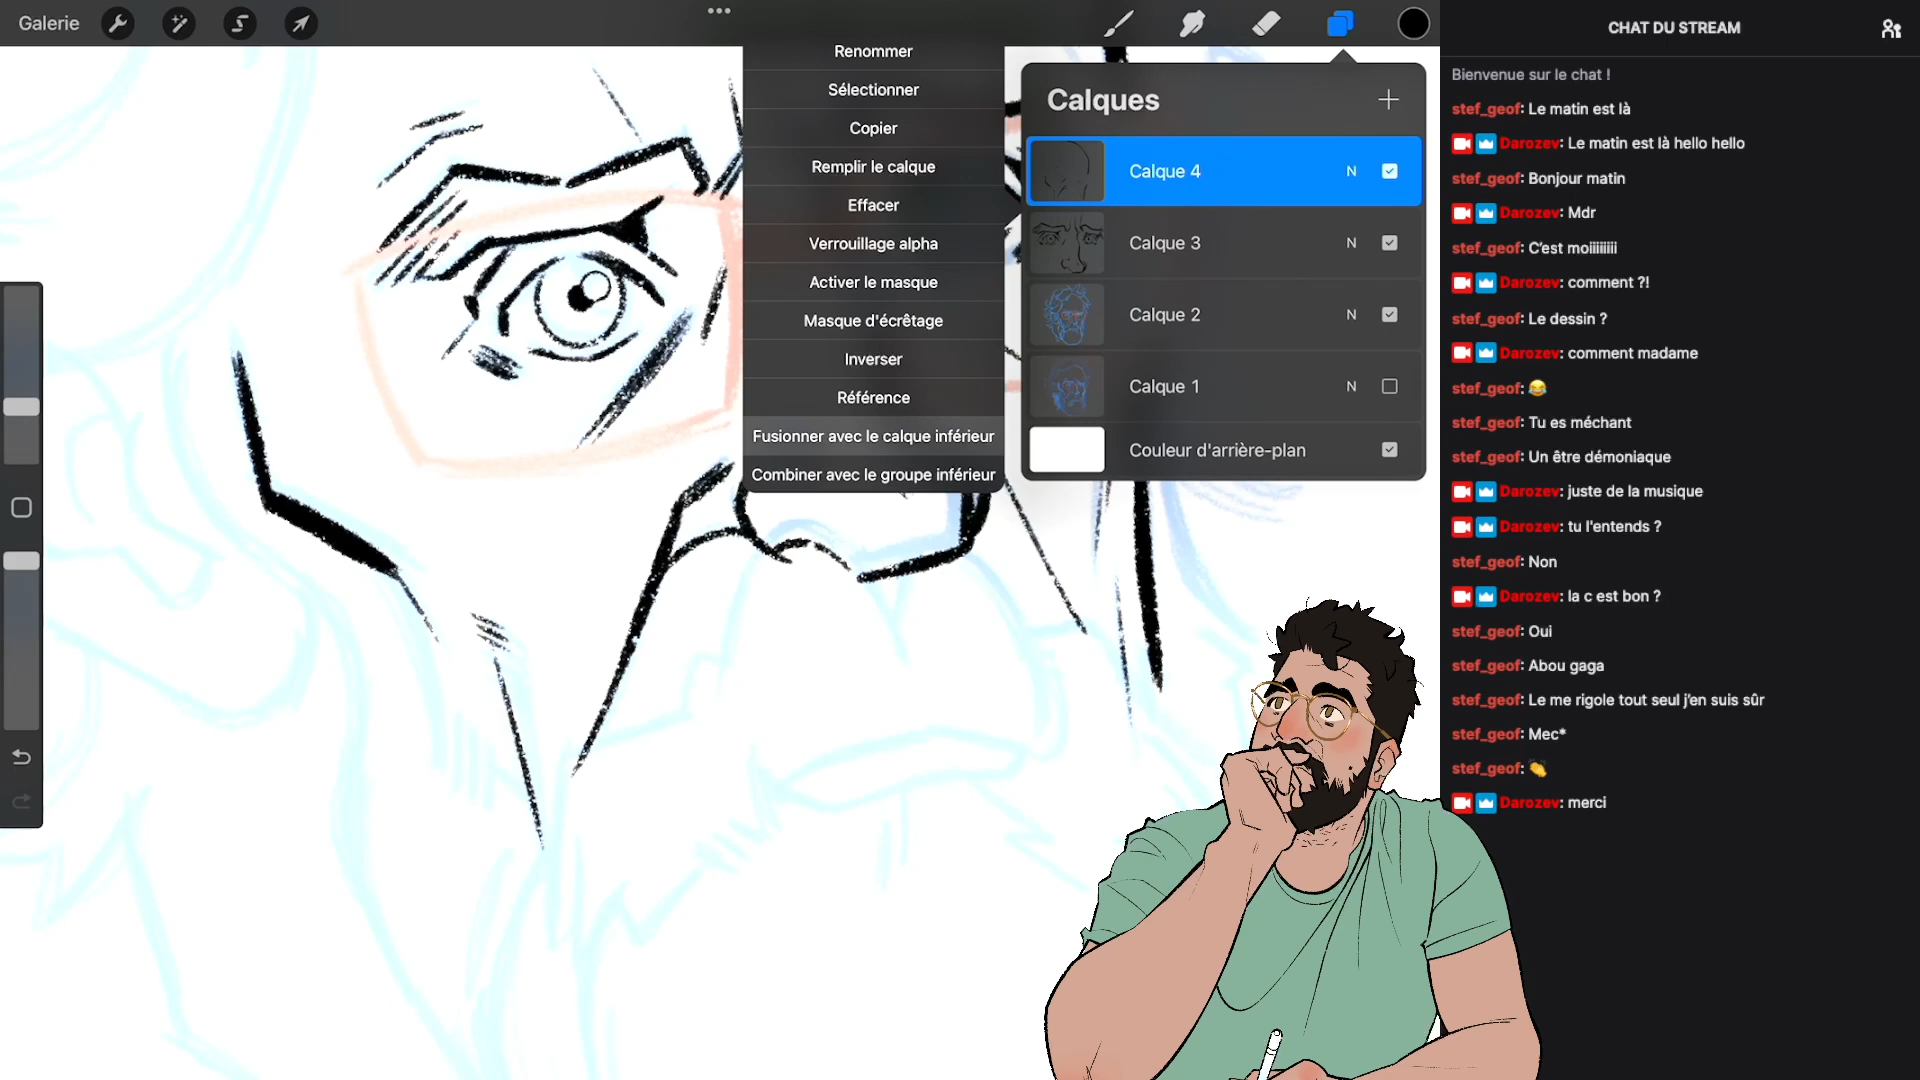 Galerie
Renommer
Sélectionner
Copier
Remplir le calque
Effacer
Verrouillage alpha
Activer le masque
Masque d'écrêtage
Inverser
Référence
Fusionner avec le calque inférieur
Combiner avec le groupe inférieur
Calques
Calque 4 N
Calque 3 N
Calque 2 N
Calque 1 N
Couleur d'arrière-plan
CHAT DU STREAM
Bienvenue sur le chat !
stef_geof: Le matin est là
Darozev: Le matin est là hello hello
stef_geof: Bonjour matin
Darozev: Mdr
stef_geof: C'est moiiiiiiiii
Darozev: comment ?!
stef_geof: Le dessin ?
Darozev: comment madame
stef_geof: 😂
stef_geof: Tu es méchant
stef_geof: Un être démoniaque
Darozev: juste de la musique
Darozev: tu l'entends ?
stef_geof: Non
Darozev: la c est bon ?
stef_geof: Oui
stef_geof: Abou gaga
stef_geof: Le me rigole tout seul j'en suis sûr
stef_geof: Mec*
stef_geof: 👏
Darozev: merci